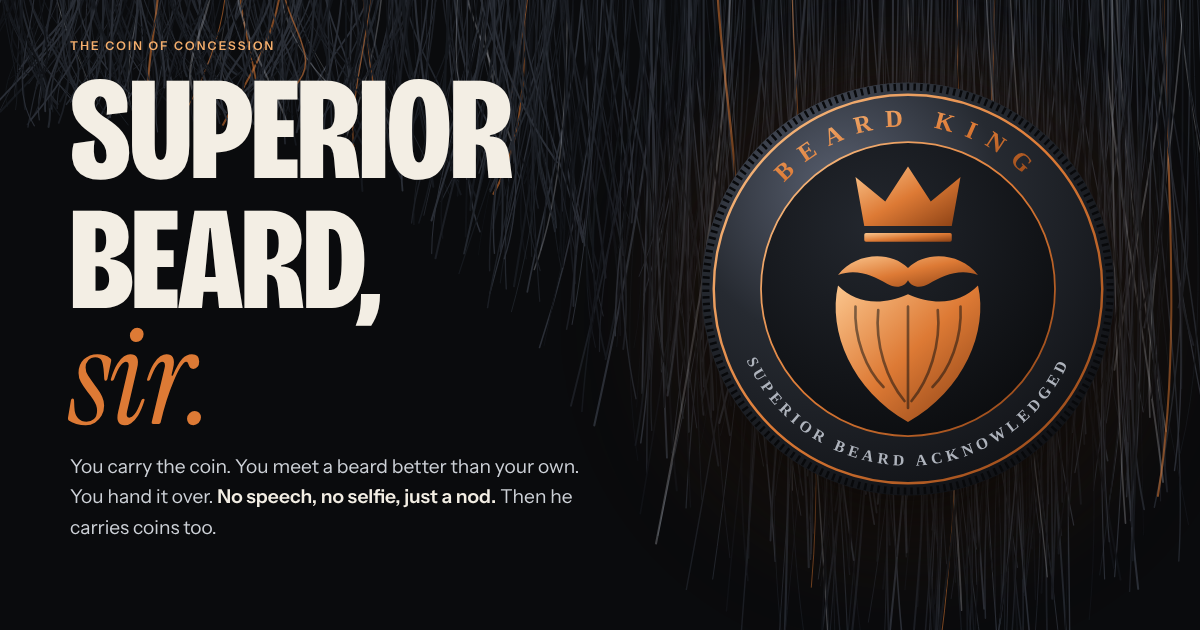 THE COIN OF CONCESSION
SUPERIOR
BEARD,
sir.
You carry the coin. You meet a beard better than your own.
You hand it over. No speech, no selfie, just a nod. Then he
carries coins too.
BEARD KING
SUPERIOR BEARD ACKNOWLEDGED